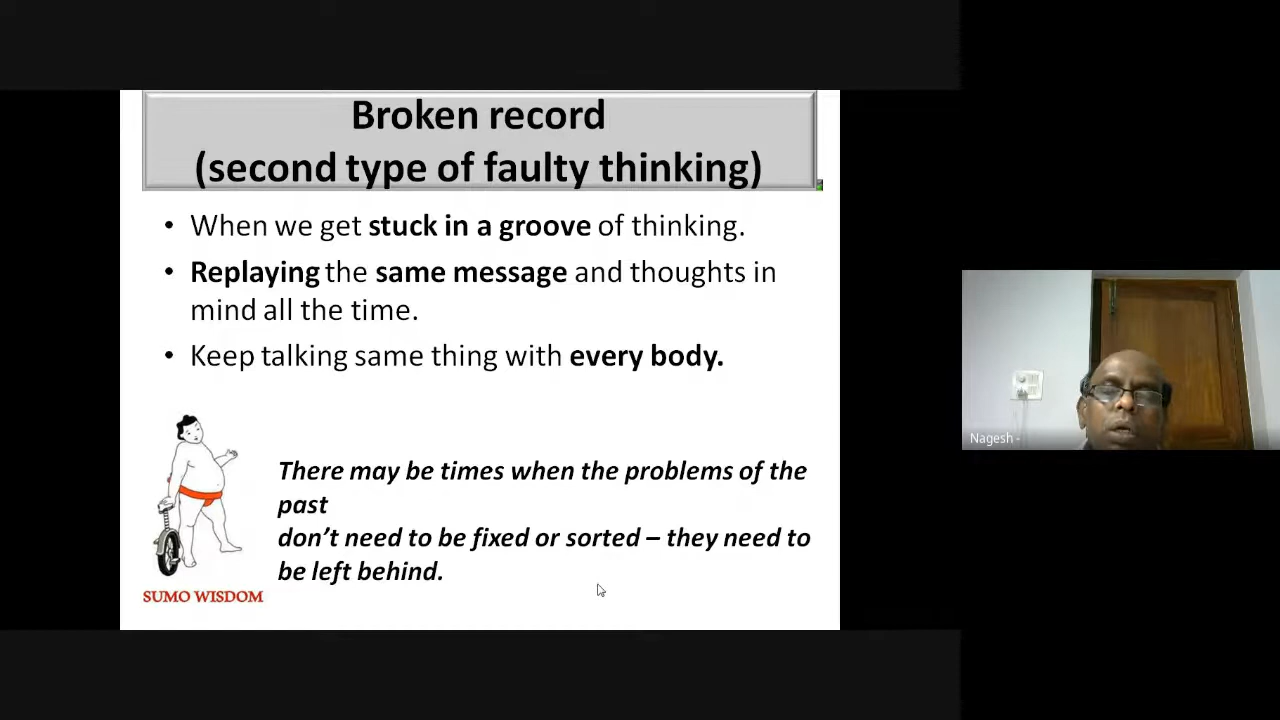 Broken record
(second type of faulty thinking)
• When we get stuck in a groove of thinking.
• Replaying the same message and thoughts in
mind all the time.
• Keep talking same thing with every body.
There may be times when the problems of the
past
don't need to be fixed or sorted – they need to
be left behind.
SUMO WISDOM
Nagesh -